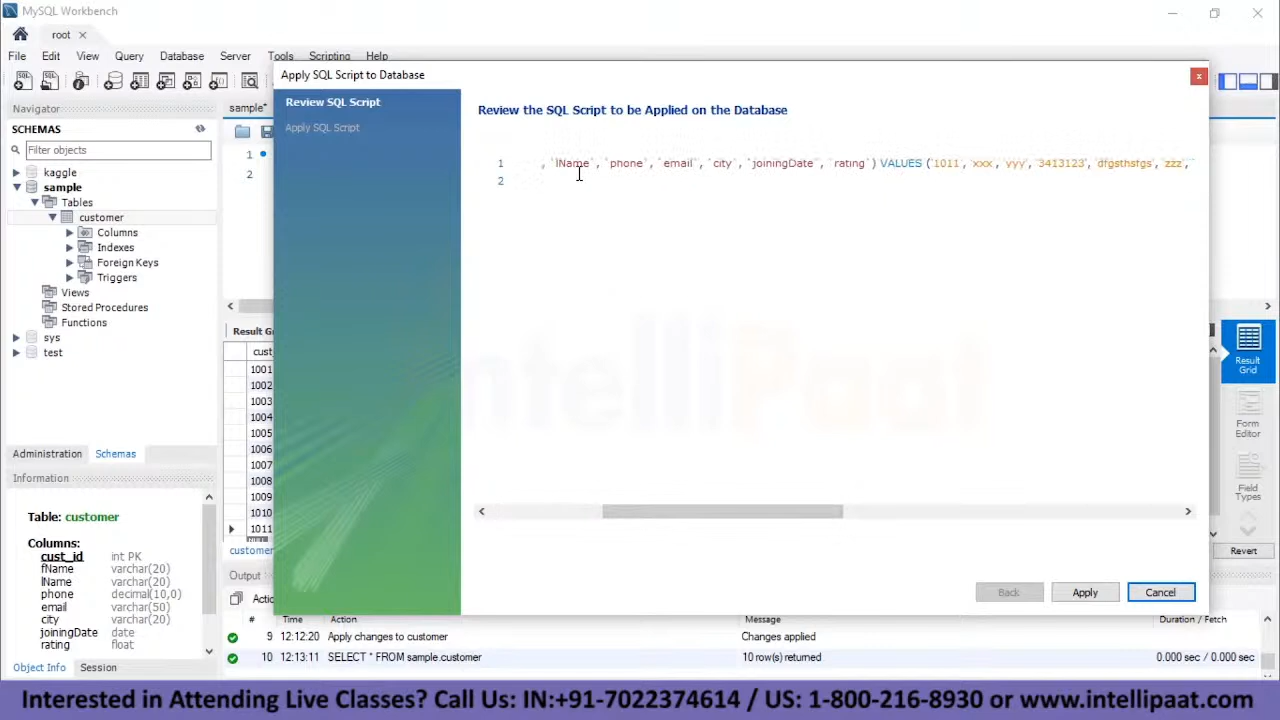 MySQL Workbench
root
File Edit View Query Database Server Tools Scripting Help
Apply SQL Script to Database
Review SQL Script
Apply SQL Script
Review the SQL Script to be Applied on the Database
1 , `lName`, `phone`, `email`, `city`, `joiningDate`, `rating`) VALUES ('1011', 'xxx', 'yyy', '3413123', 'dfgsthsfgs', 'zzz',
2
Navigator
SCHEMAS
Filter objects
kaggle
sample
Tables
customer
Columns
Indexes
Foreign Keys
Triggers
Views
Stored Procedures
Functions
sys
test
Administration Schemas
Information
Table: customer
Columns:
cust_id int PK
fName varchar(20)
lName varchar(20)
phone decimal(10,0)
email varchar(50)
city varchar(20)
joiningDate date
rating float
Object Info Session
sample*
1
2
Result G
cust
1001
1002
1003
1004
1005
1006
1007
1008
1009
1010
1011
customer
Output
Actio
intelliPaat
Back Apply Cancel
Result
Grid
Form
Editor
Field
Types
Revert
# Time Action Message Duration / Fetch
9 12:12:20 Apply changes to customer Changes applied
10 12:13:11 SELECT * FROM sample.customer 10 row(s) returned 0.000 sec / 0.000 sec
Interested in Attending Live Classes? Call Us: IN:+91-7022374614 / US: 1-800-216-8930 or www.intellipaat.com